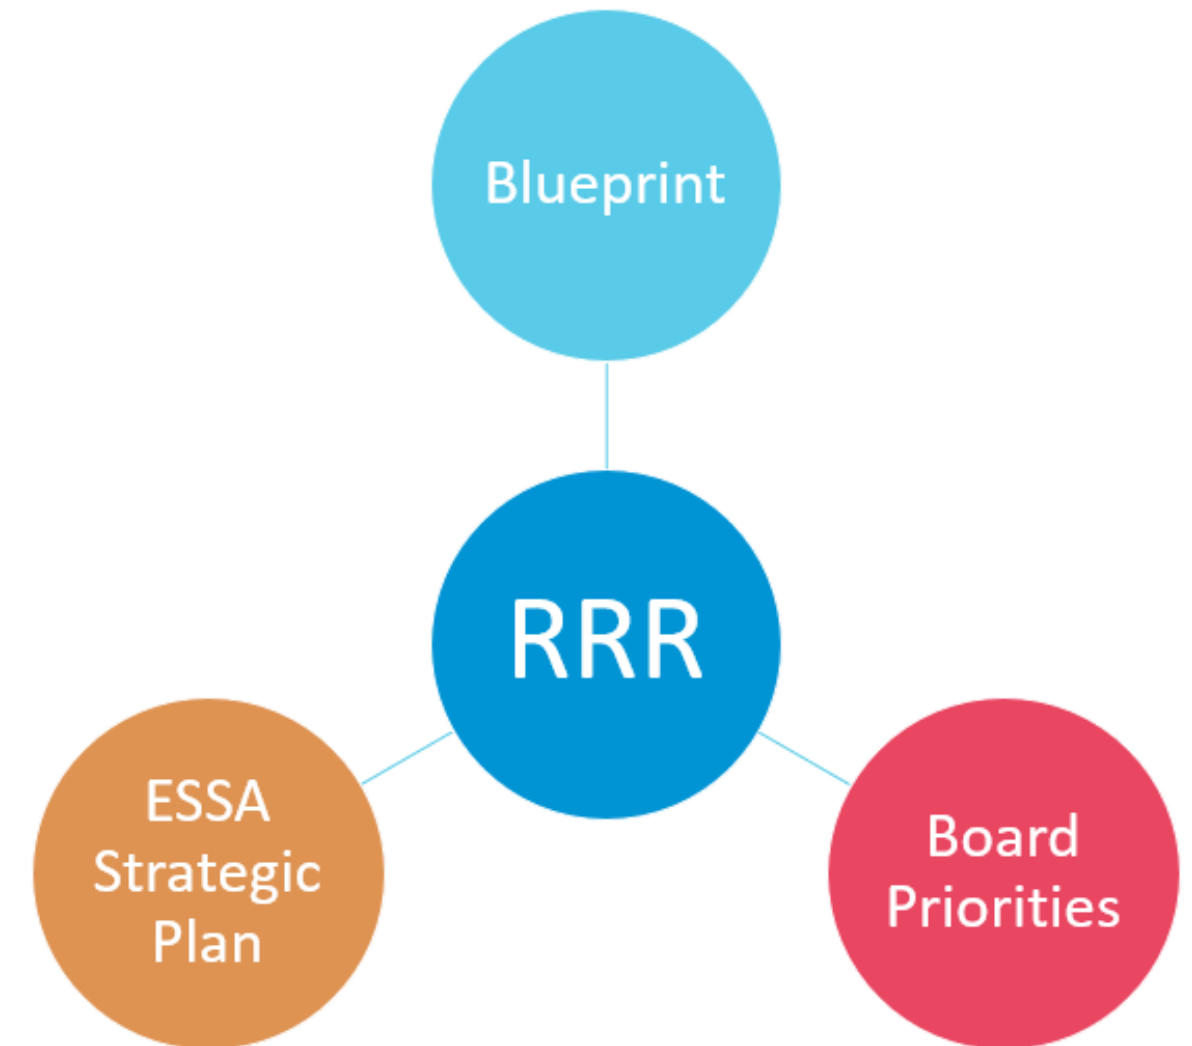 Blueprint
RRR
ESSA
Strategic
Plan
Board
Priorities